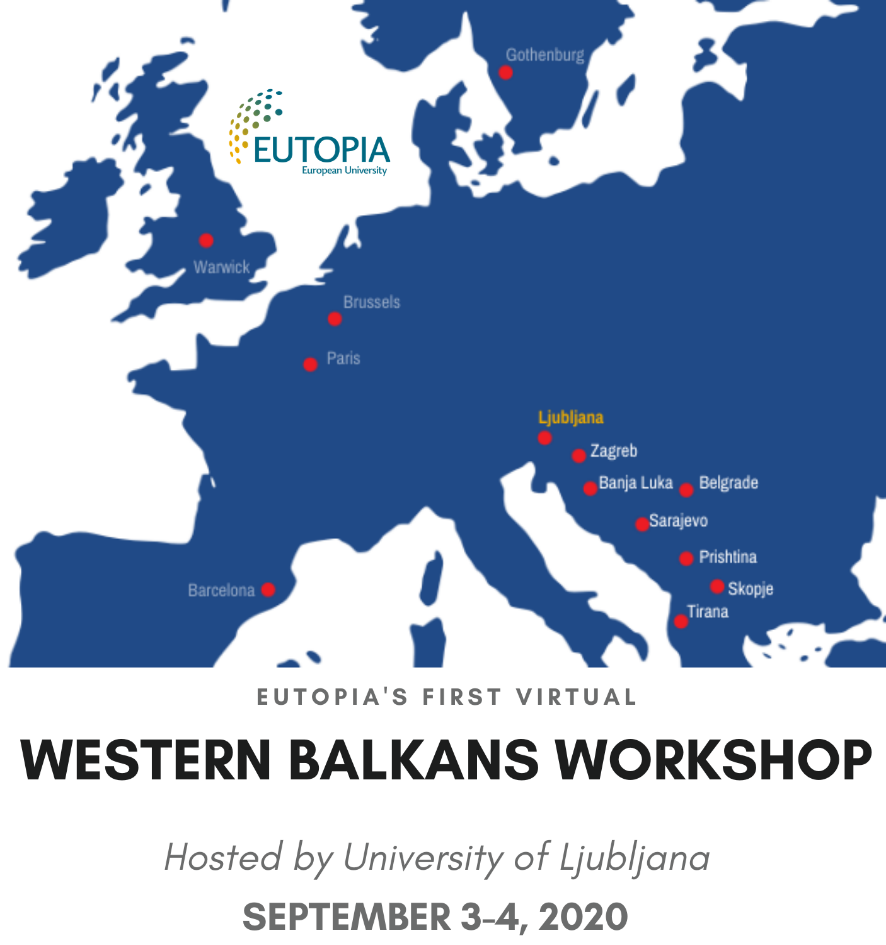 Gothenburg
EUTOPIA
European University
Warwick
Brussels
Paris
Ljubljana
Zagreb
Banja Luka
Belgrade
Sarajevo
Prishtina
Skopje
Barcelona
Tirana
EUTOPIA'S FIRST VIRTUAL
WESTERN BALKANS WORKSHOP
Hosted by University of Ljubljana
SEPTEMBER 3-4, 2020